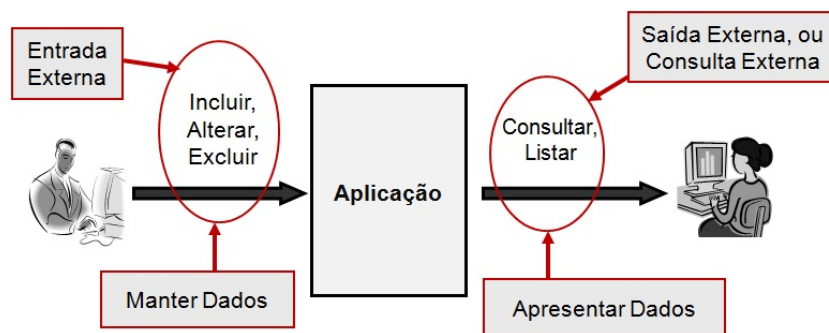 Entrada
Externa
Incluir,
Alterar,
Excluir
Manter Dados
Aplicação
Saída Externa, ou
Consulta Externa
Consultar,
Listar
Apresentar Dados